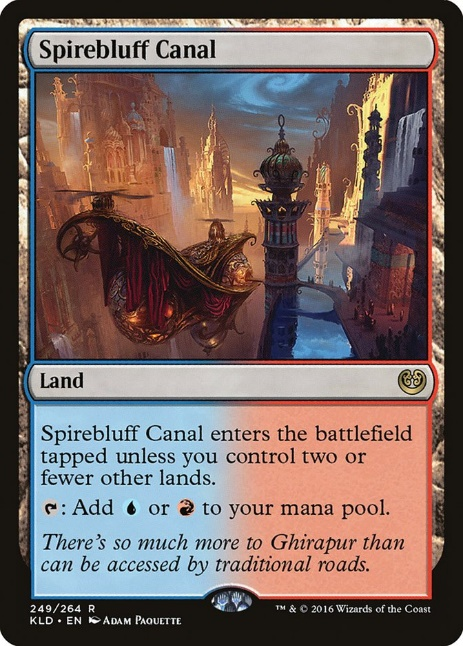 Spirebluff Canal
Land
Spirebluff Canal enters the battlefield
tapped unless you control two or
fewer other lands.
: Add or to your mana pool.
There's so much more to Ghirapur than
can be accessed by traditional roads.
249/264 R
KLD • EN Adam Paquette
™ & © 2016 Wizards of the Coast